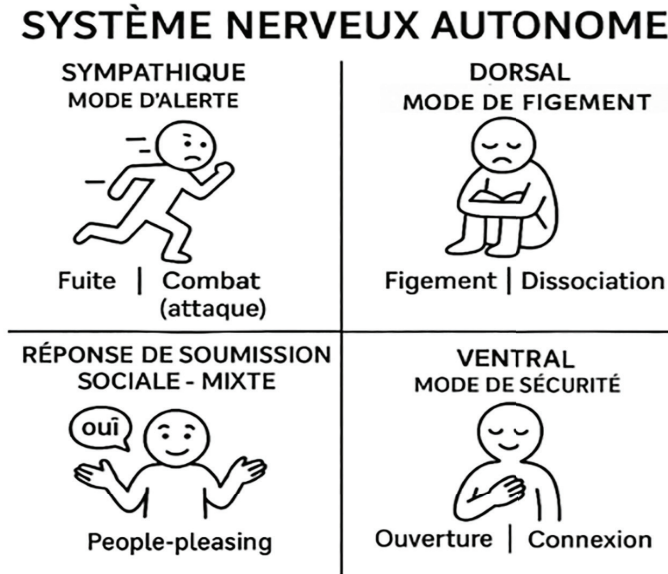 SYSTÈME NERVEUX AUTONOME
SYMPATHIQUE
MODE D'ALERTE
Fuite | Combat
(attaque)
DORSAL
MODE DE FIGEMENT
Figement | Dissociation
RÉPONSE DE SOUMISSION
SOCIALE - MIXTE
ouï
People-pleasing
VENTRAL
MODE DE SÉCURITÉ
Ouverture | Connexion